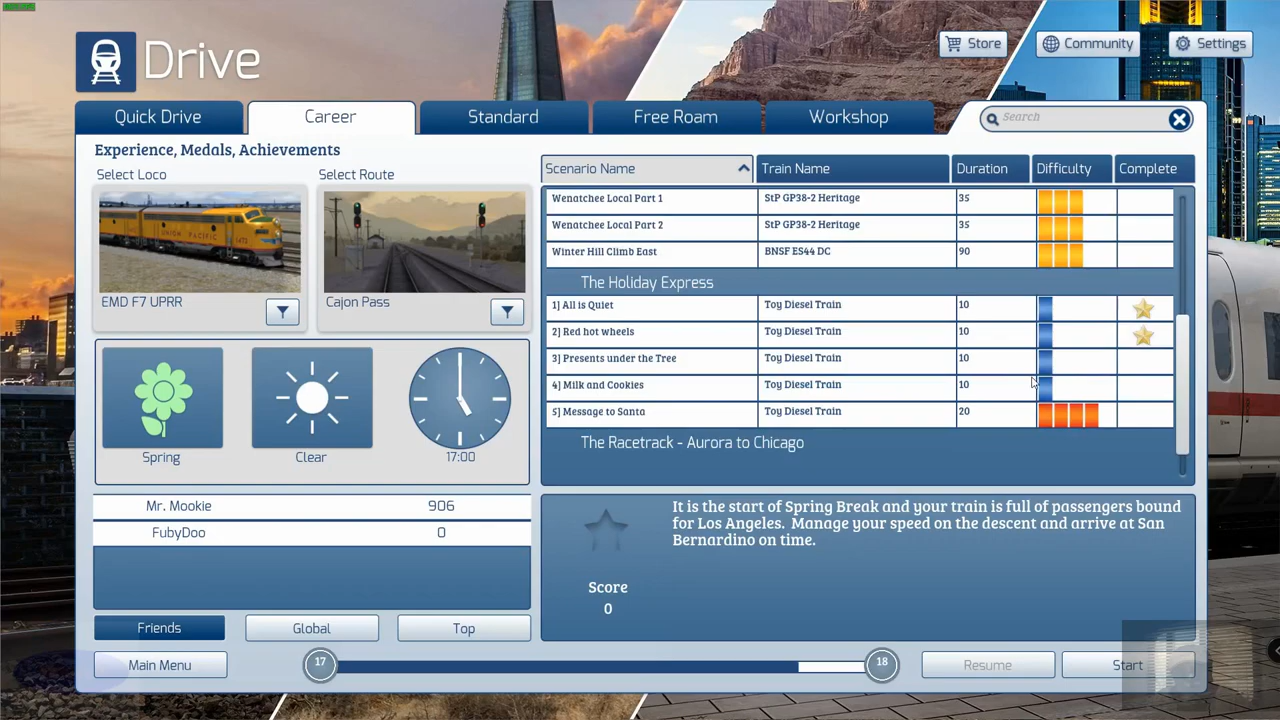 Drive
Store
Community
Settings
Quick Drive
Career
Standard
Free Roam
Workshop
Search
Experience, Medals, Achievements
Select Loco
Select Route
EMD F7 UPRR
Cajon Pass
Spring
Clear
17:00
Scenario Name Train Name Duration Difficulty Complete
Wenatchee Local Part 1 StP GP38-2 Heritage 35
Wenatchee Local Part 2 StP GP38-2 Heritage 35
Winter Hill Climb East BNSF ES44 DC 90
The Holiday Express
1] All is Quiet Toy Diesel Train 10
2] Red hot wheels Toy Diesel Train 10
3] Presents under the Tree Toy Diesel Train 10
4] Milk and Cookies Toy Diesel Train 10
5] Message to Santa Toy Diesel Train 20
The Racetrack - Aurora to Chicago
Mr. Mookie 906
FubyDoo 0
It is the start of Spring Break and your train is full of passengers bound
for Los Angeles. Manage your speed on the descent and arrive at San
Bernardino on time.
Score
0
Friends
Global
Top
Main Menu
17
18
Resume
Start